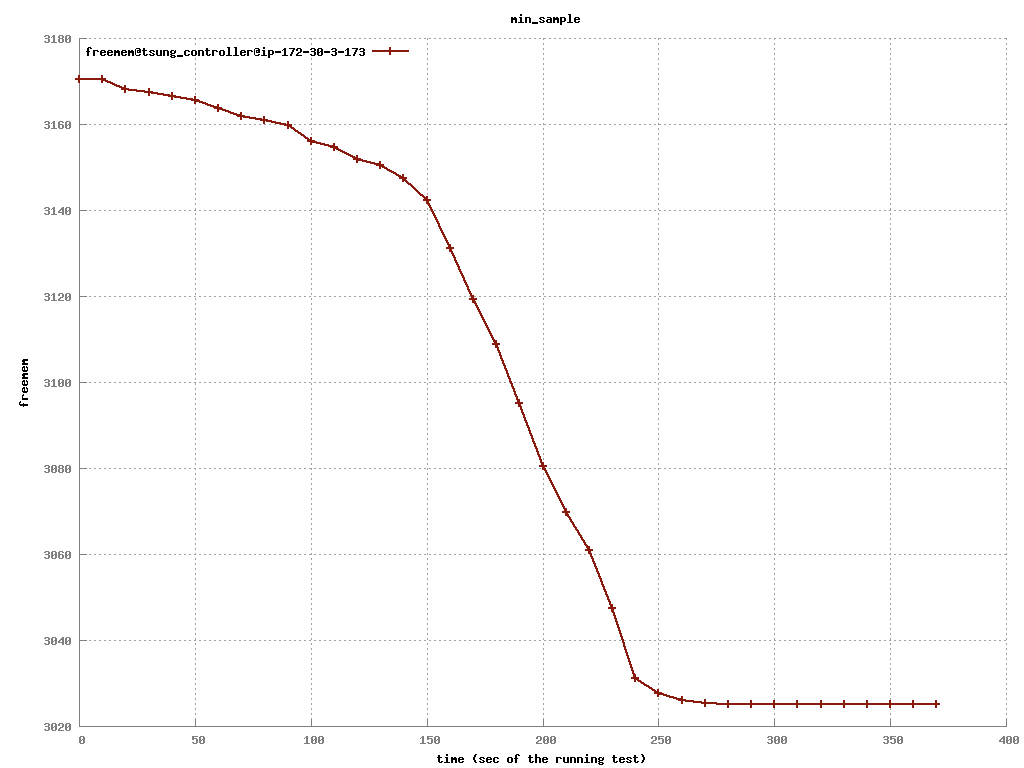 min_sample
freemem@tsung_controller@ip-172-30-3-173
3180
3160
3140
3120
3100
3080
3060
3040
3020
freemem
0 50 100 150 200 250 300 350 400
time (sec of the running test)